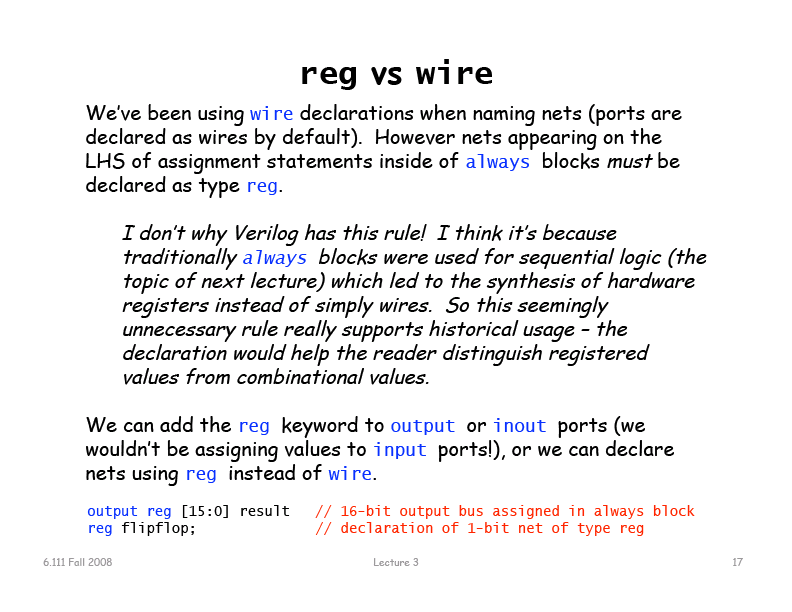 reg vs wire
We've been using wire declarations when naming nets (ports are
declared as wires by default).  However nets appearing on the
LHS of assignment statements inside of always blocks must be
declared as type reg.
I don't why Verilog has this rule!  I think it's because
traditionally always blocks were used for sequential logic (the
topic of next lecture) which led to the synthesis of hardware
registers instead of simply wires.  So this seemingly
unnecessary rule really supports historical usage – the
declaration would help the reader distinguish registered
values from combinational values.
We can add the reg keyword to output or inout ports (we
wouldn't be assigning values to input ports!), or we can declare
nets using reg instead of wire.
output reg [15:0] result   // 16-bit output bus assigned in always block
reg flipflop;   // declaration of 1-bit net of type reg
6.111 Fall 2008   Lecture 3   17